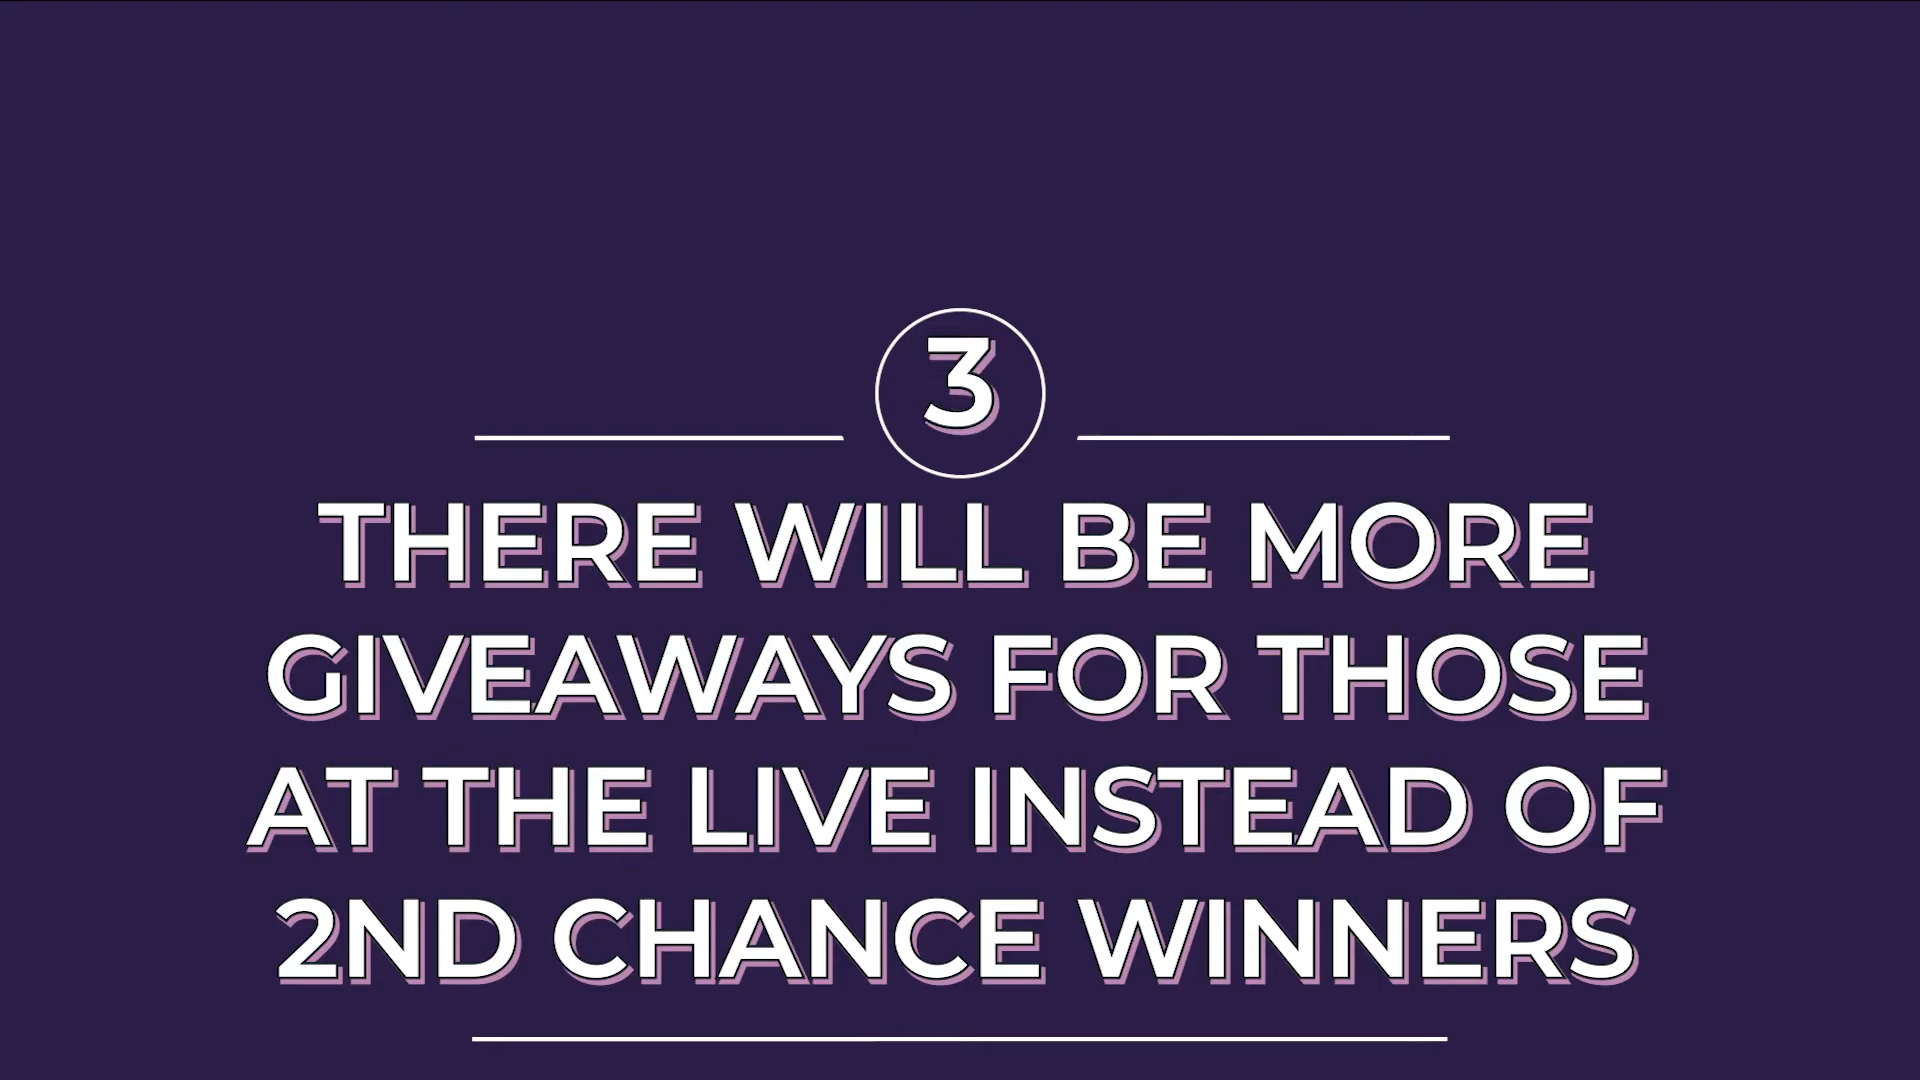 3
THERE WILL BE MORE
GIVEAWAYS FOR THOSE
AT THE LIVE INSTEAD OF
2ND CHANCE WINNERS